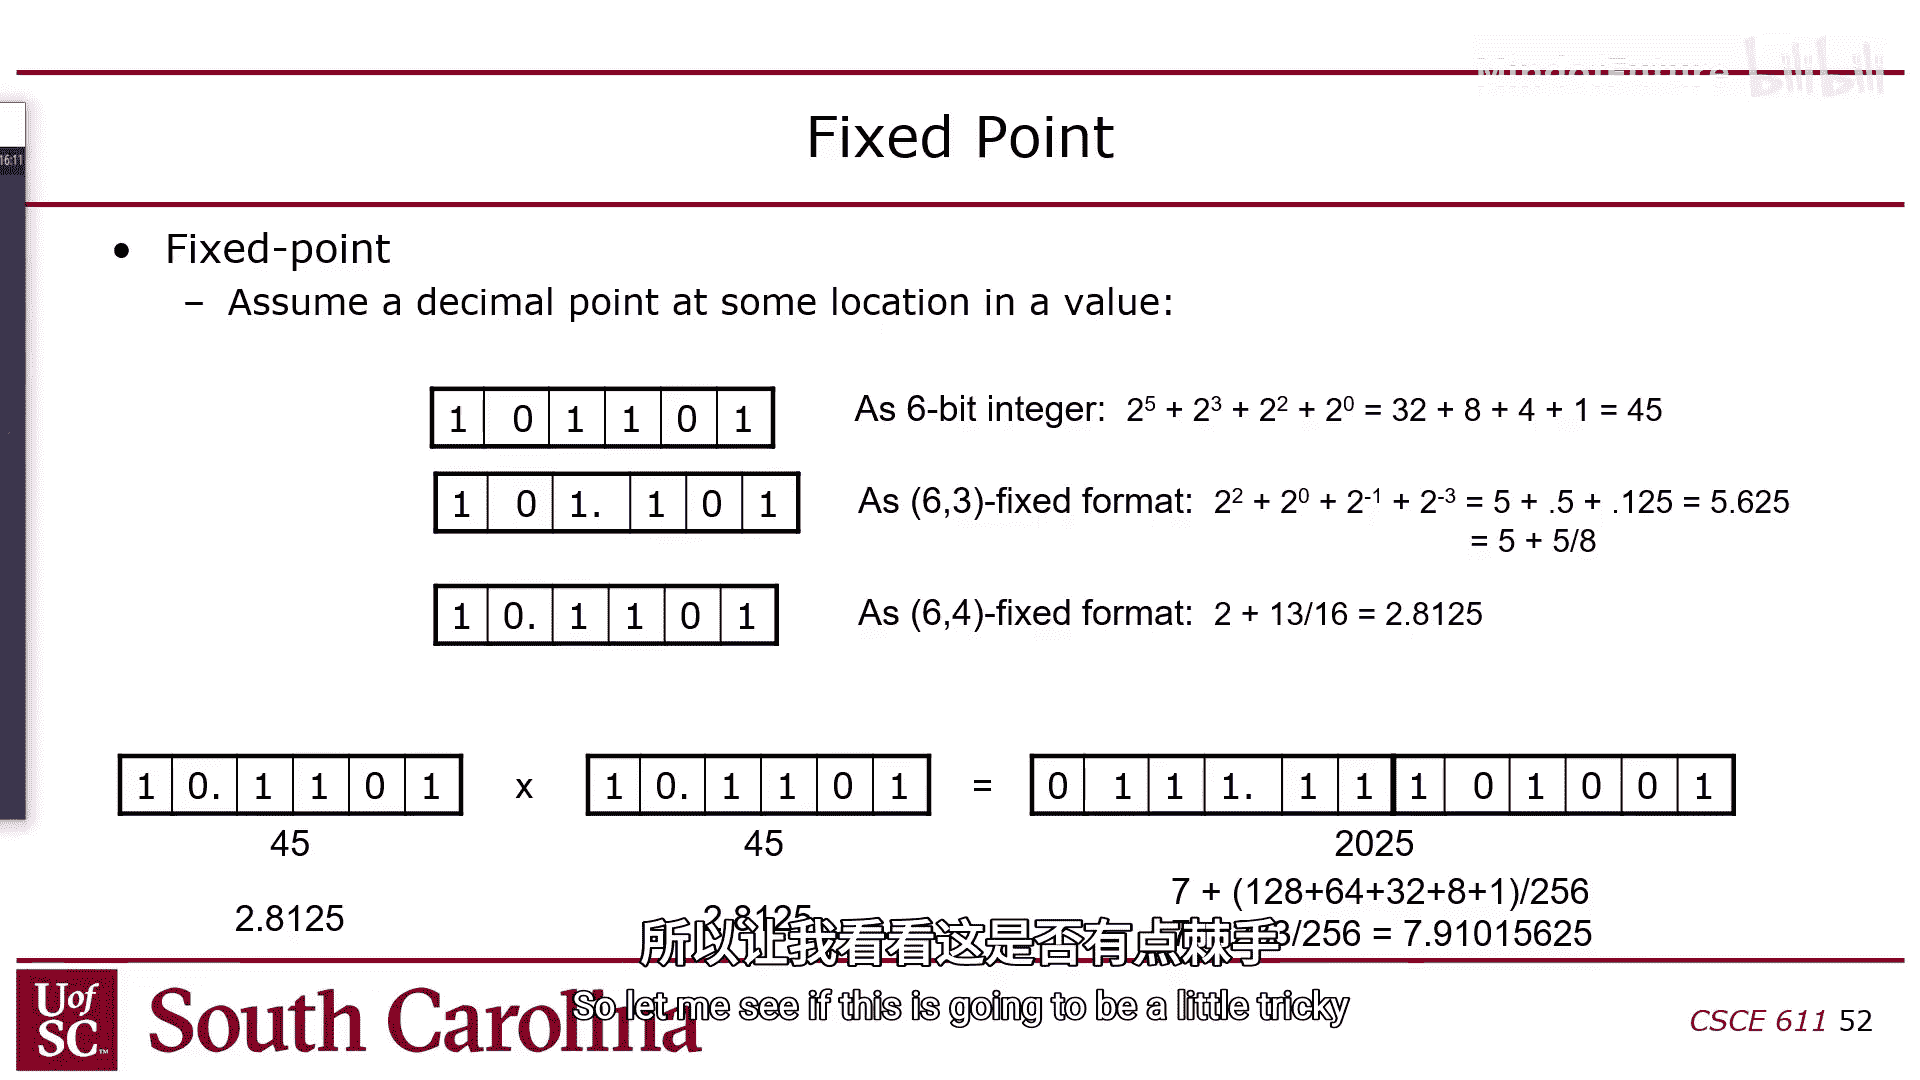 bilibili
Fixed Point
16:11
• Fixed-point
– Assume a decimal point at some location in a value:
1 0 1 1 0 1 As 6-bit integer: 2⁵ + 2³ + 2² + 2⁰ = 32 + 8 + 4 + 1 = 45
1 0 1. 1 0 1 As (6,3)-fixed format: 2² + 2⁰ + 2⁻¹ + 2⁻³ = 5 + .5 + .125 = 5.625
= 5 + 5/8
1 0. 1 1 0 1 As (6,4)-fixed format: 2 + 13/16 = 2.8125
1 0. 1 1 0 1 x 1 0. 1 1 0 1 = 0 1 1 1. 1 1 1 0 1 0 0 1
45 45 2025
7 + (128+64+32+8+1)/256
2.8125 2.8125
3/256 = 7.91015625
所以让我看看这是否有点棘手
So let me see if this is going to be a little tricky
UofSC™ South Carolina
CSCE 611 52